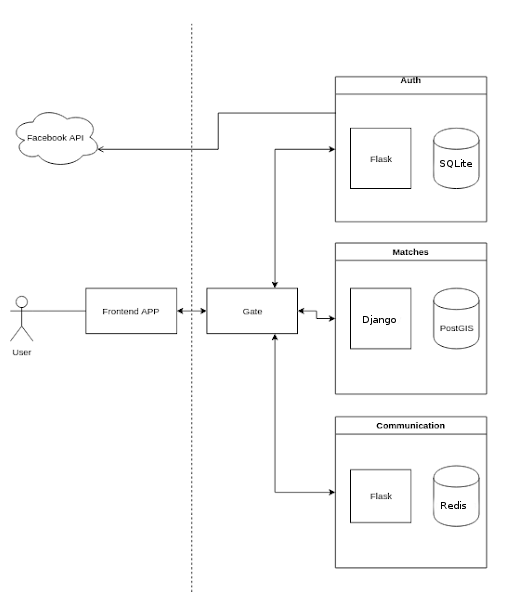 Auth
Facebook API
Flask
SQLite
Matches
Frontend APP
Gate
Django
PostGIS
User
Communication
Flask
Redis